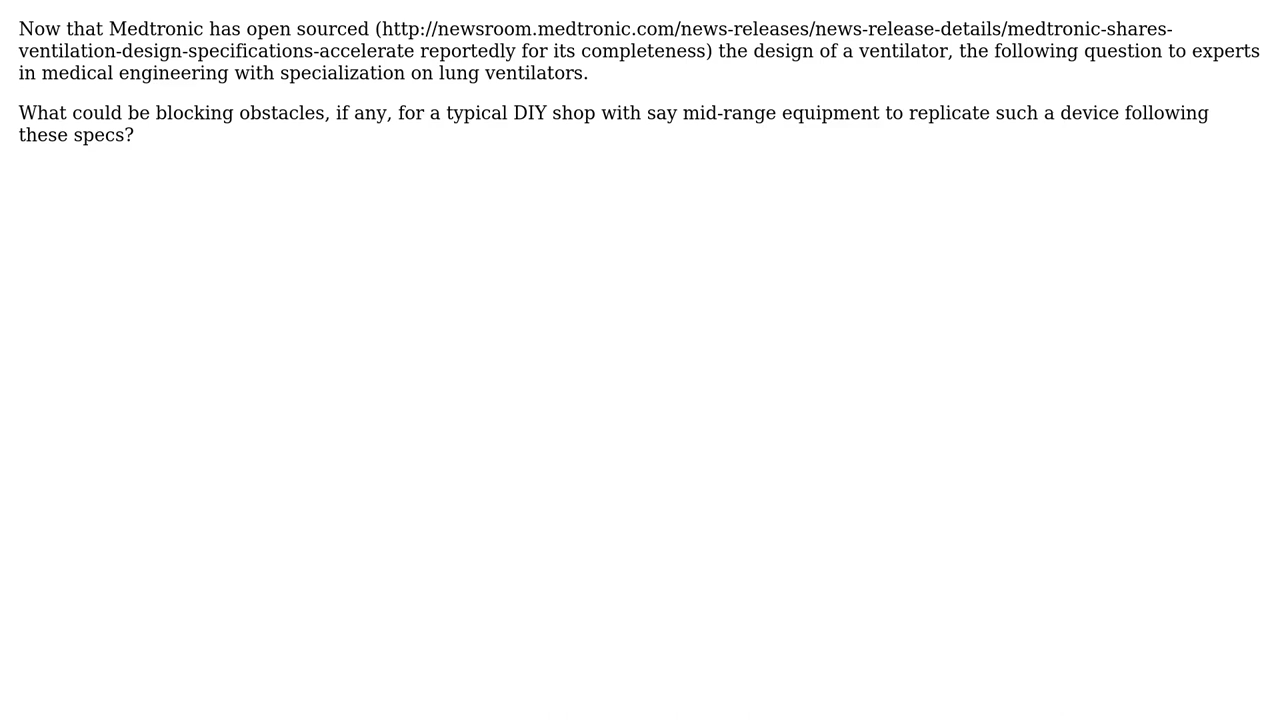 Now that Medtronic has open sourced (http://newsroom.medtronic.com/news-releases/news-release-details/medtronic-shares-
ventilation-design-specifications-accelerate reportedly for its completeness) the design of a ventilator, the following question to experts
in medical engineering with specialization on lung ventilators.
What could be blocking obstacles, if any, for a typical DIY shop with say mid-range equipment to replicate such a device following
these specs?